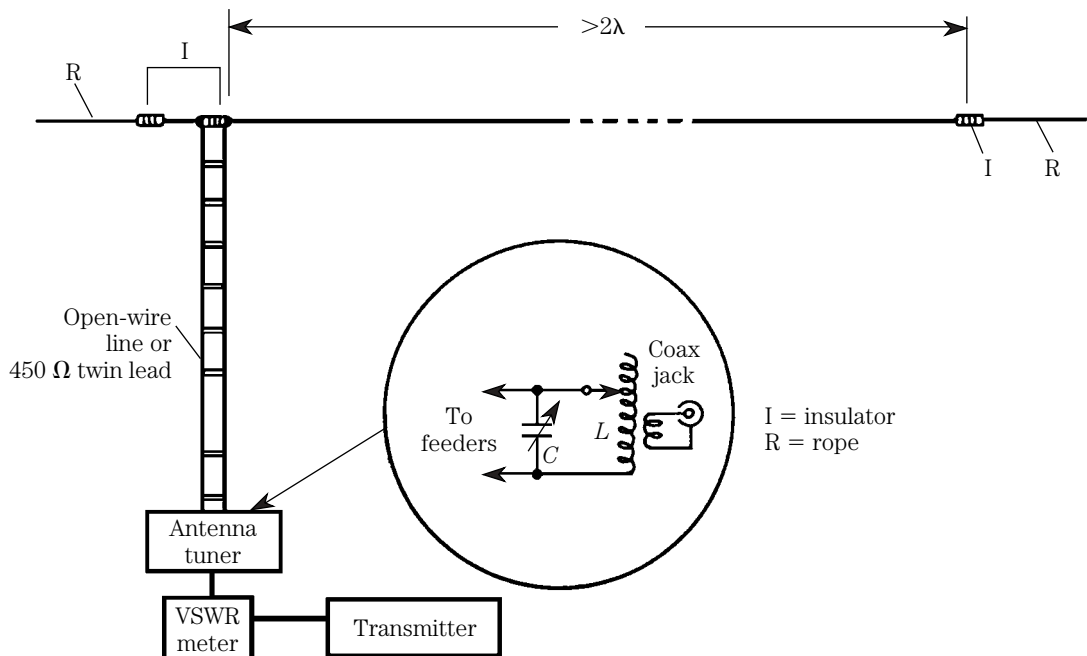 >2λ
I
R
I
R
Open-wire
line or
450 Ω twin lead
Coax
jack
To
feeders
L
C
I = insulator
R = rope
Antenna
tuner
VSWR
meter
Transmitter